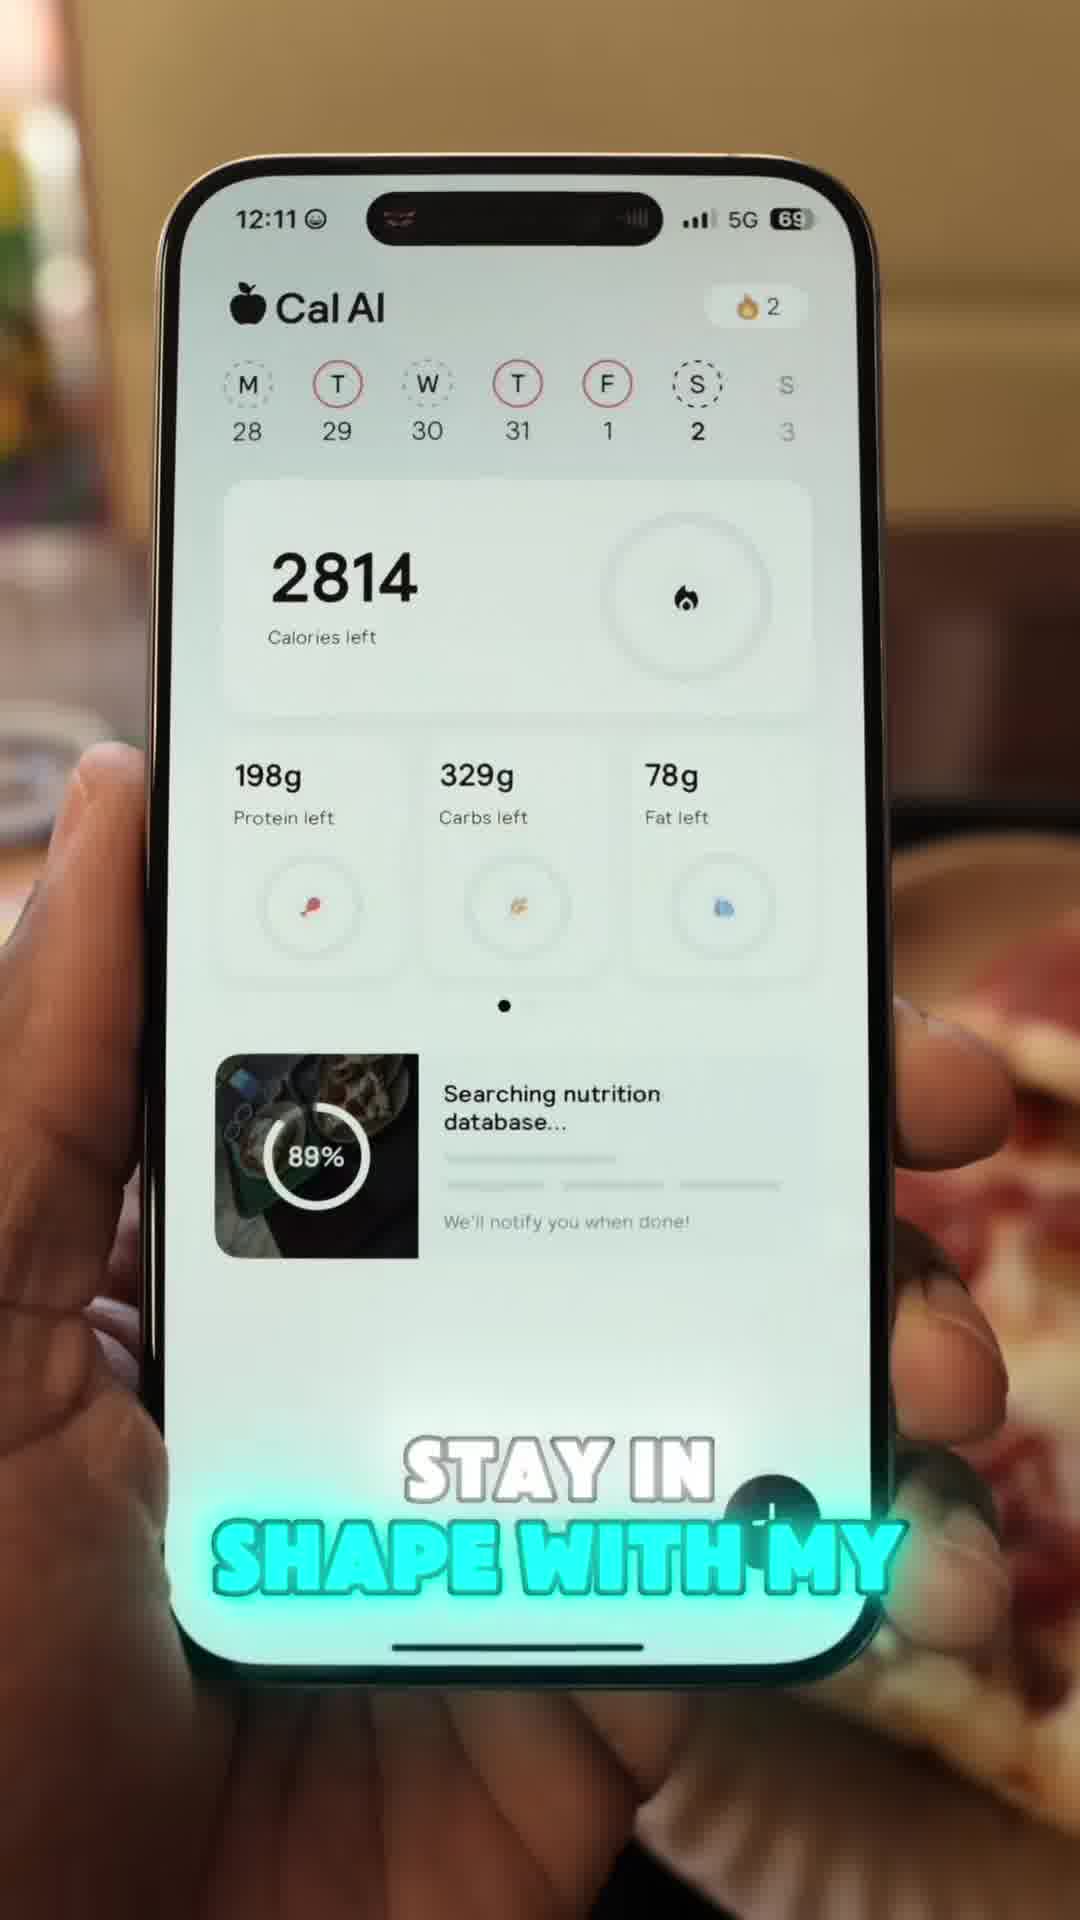 12:11
5G 69
Cal AI
2
M T W T F S S
28 29 30 31 1 2 3
2814
Calories left
198g 329g 78g
Protein left Carbs left Fat left
89%
Searching nutrition
database...
We'll notify you when done!
STAY IN
SHAPE WITH MY